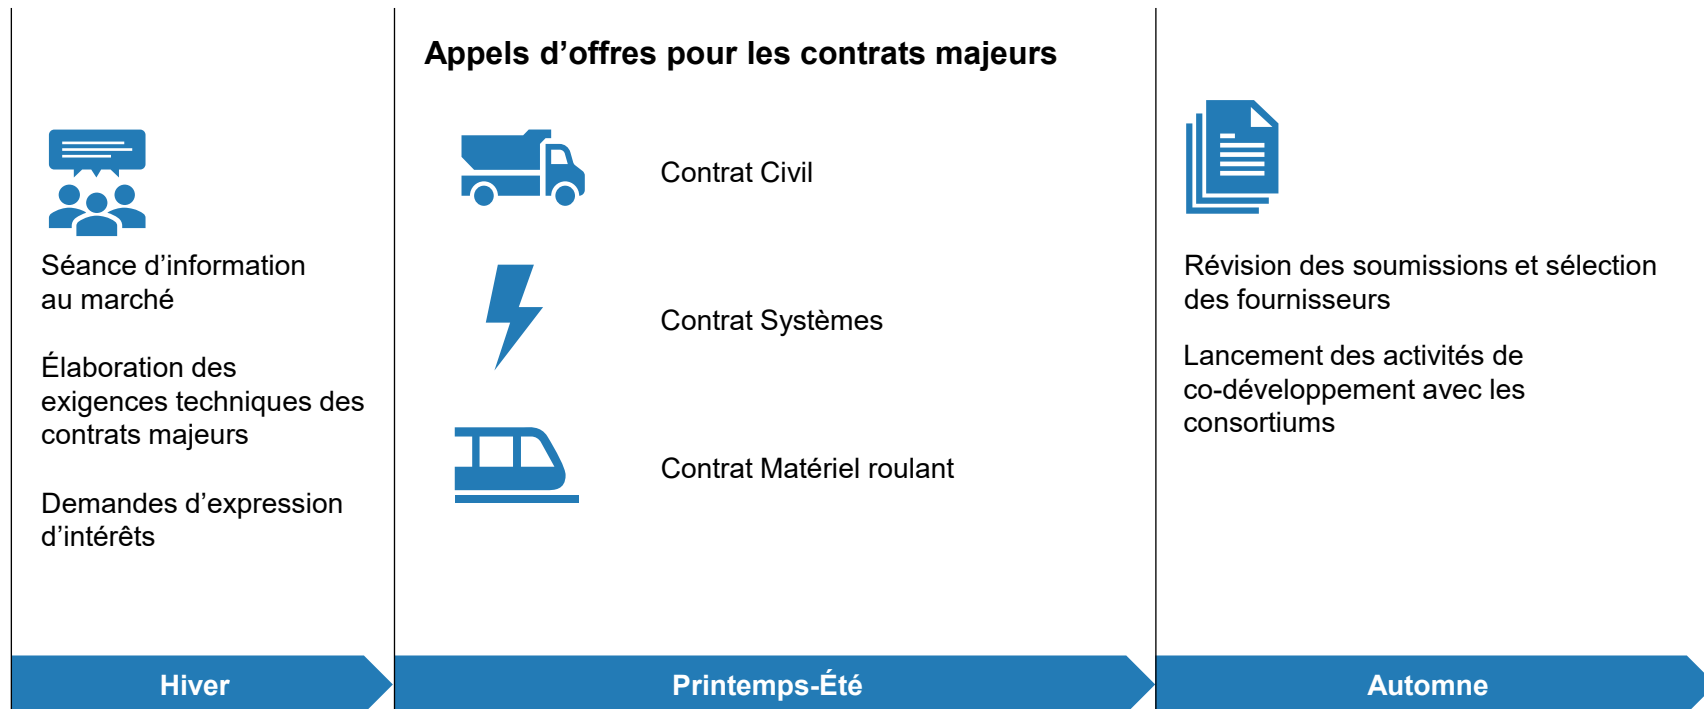 Séance d’information
au marché
Élaboration des
exigences techniques des
contrats majeurs
Demandes d’expression
d’intérêts
Hiver
Appels d’offres pour les contrats majeurs
Contrat Civil
Contrat Systèmes
Contrat Matériel roulant
Printemps-Été
Révision des soumissions et sélection
des fournisseurs
Lancement des activités de
co-développement avec les
consortiums
Automne